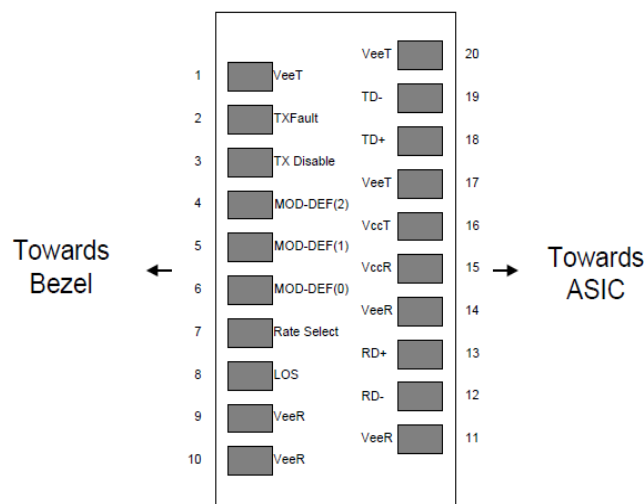 VeeT 20
1 VeeT
TD- 19
2 TXFault
TD+ 18
3 TX Disable
VeeT 17
4 MOD-DEF(2)
VccT 16
5 MOD-DEF(1)
Towards
Bezel
VccR 15
Towards
ASIC
6 MOD-DEF(0)
VeeR 14
7 Rate Select
RD+ 13
8 LOS
RD- 12
9 VeeR
VeeR 11
10 VeeR